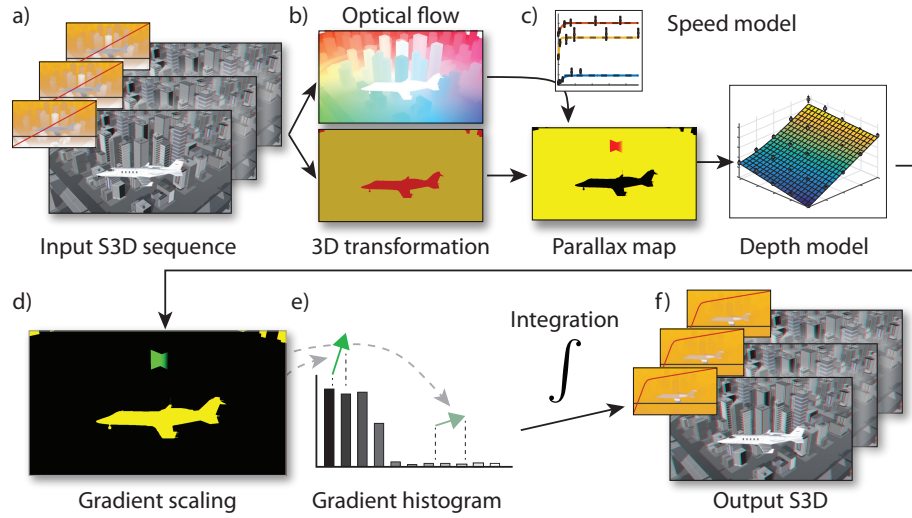 a)
b)
Optical flow
c)
Speed model
Input S3D sequence
3D transformation
Parallax map
Depth model
d)
e)
Integration
∫
f)
Gradient scaling
Gradient histogram
Output S3D